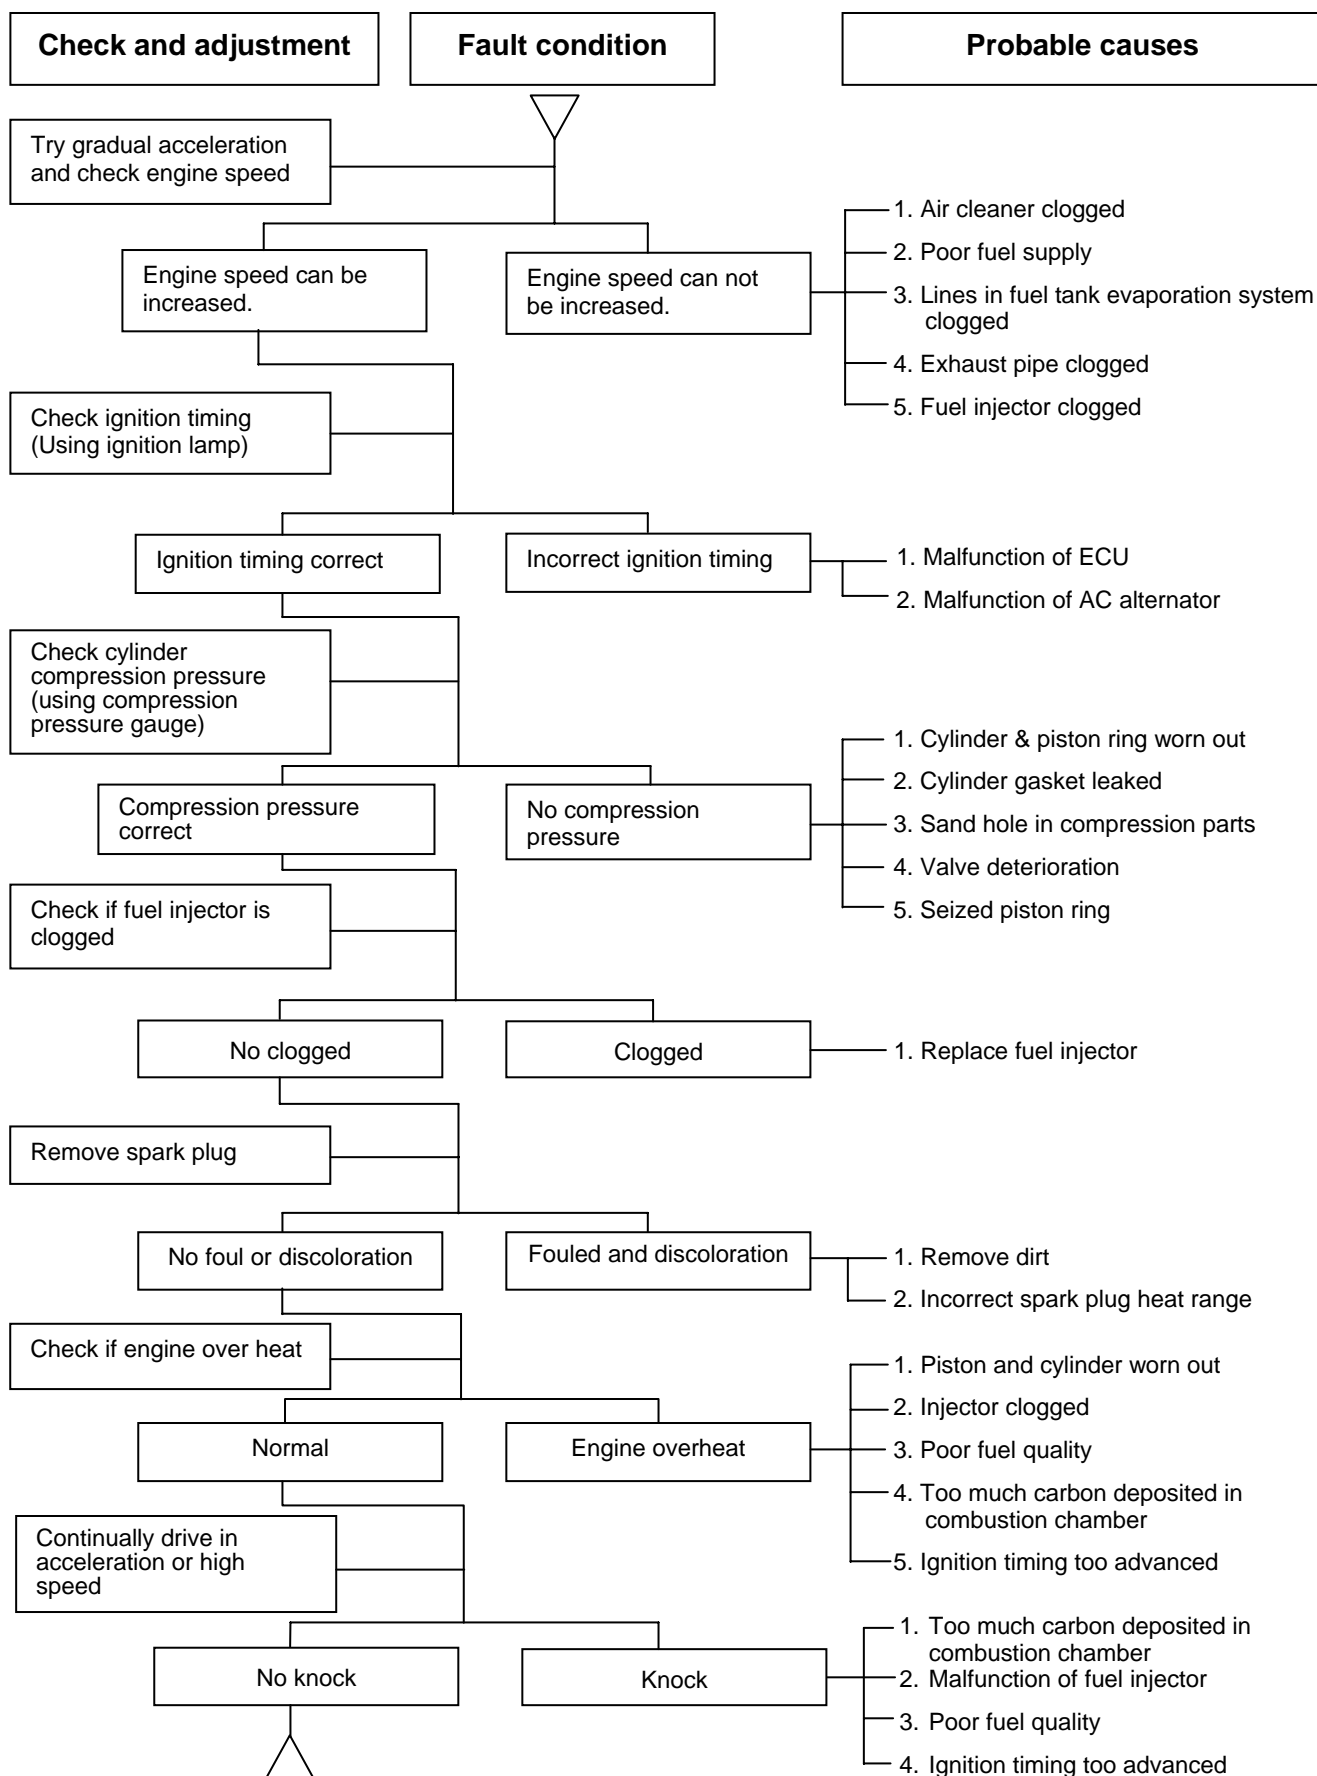 Check and adjustment
Fault condition
Probable causes
Try gradual acceleration
and check engine speed
Engine speed can be
increased.
Engine speed can not
be increased.
1. Air cleaner clogged
2. Poor fuel supply
3. Lines in fuel tank evaporation system
clogged
4. Exhaust pipe clogged
5. Fuel injector clogged
Check ignition timing
(Using ignition lamp)
Ignition timing correct
Incorrect ignition timing
1. Malfunction of ECU
2. Malfunction of AC alternator
Check cylinder
compression pressure
(using compression
pressure gauge)
Compression pressure
correct
No compression
pressure
1. Cylinder & piston ring worn out
2. Cylinder gasket leaked
3. Sand hole in compression parts
4. Valve deterioration
5. Seized piston ring
Check if fuel injector is
clogged
No clogged
Clogged
1. Replace fuel injector
Remove spark plug
No foul or discoloration
Fouled and discoloration
1. Remove dirt
2. Incorrect spark plug heat range
Check if engine over heat
Normal
Engine overheat
1. Piston and cylinder worn out
2. Injector clogged
3. Poor fuel quality
4. Too much carbon deposited in
combustion chamber
5. Ignition timing too advanced
Continually drive in
acceleration or high
speed
No knock
Knock
1. Too much carbon deposited in
combustion chamber
2. Malfunction of fuel injector
3. Poor fuel quality
4. Ignition timing too advanced